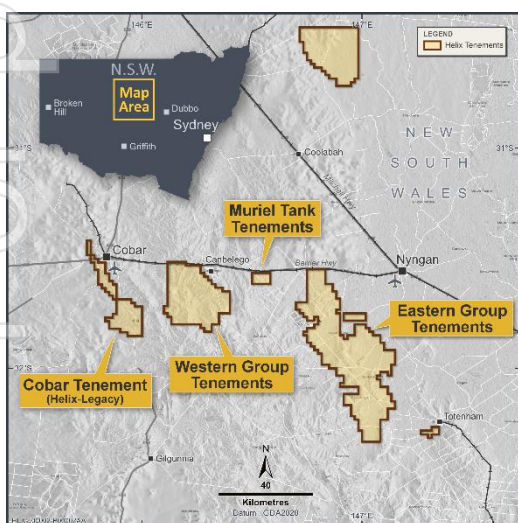 146°E
147°E
LEGEND
Helix Tenements
N.S.W.
Map
Area
Broken
Hill
Dubbo
Sydney
Griffith
NEW
SOUTH
WALES
31°S
31°S
Coolabah
Mitchell Hwy
Muriel Tank
Tenements
Cobar
Canbelego
Barrier Hwy
Nyngan
Eastern Group
Tenements
Western Group
Tenements
Cobar Tenement
(Helix-Legacy)
32°S
32°S
Tottenham
Gilgunnia
N
40
Kilometres
Datum : GDA2020
147°E